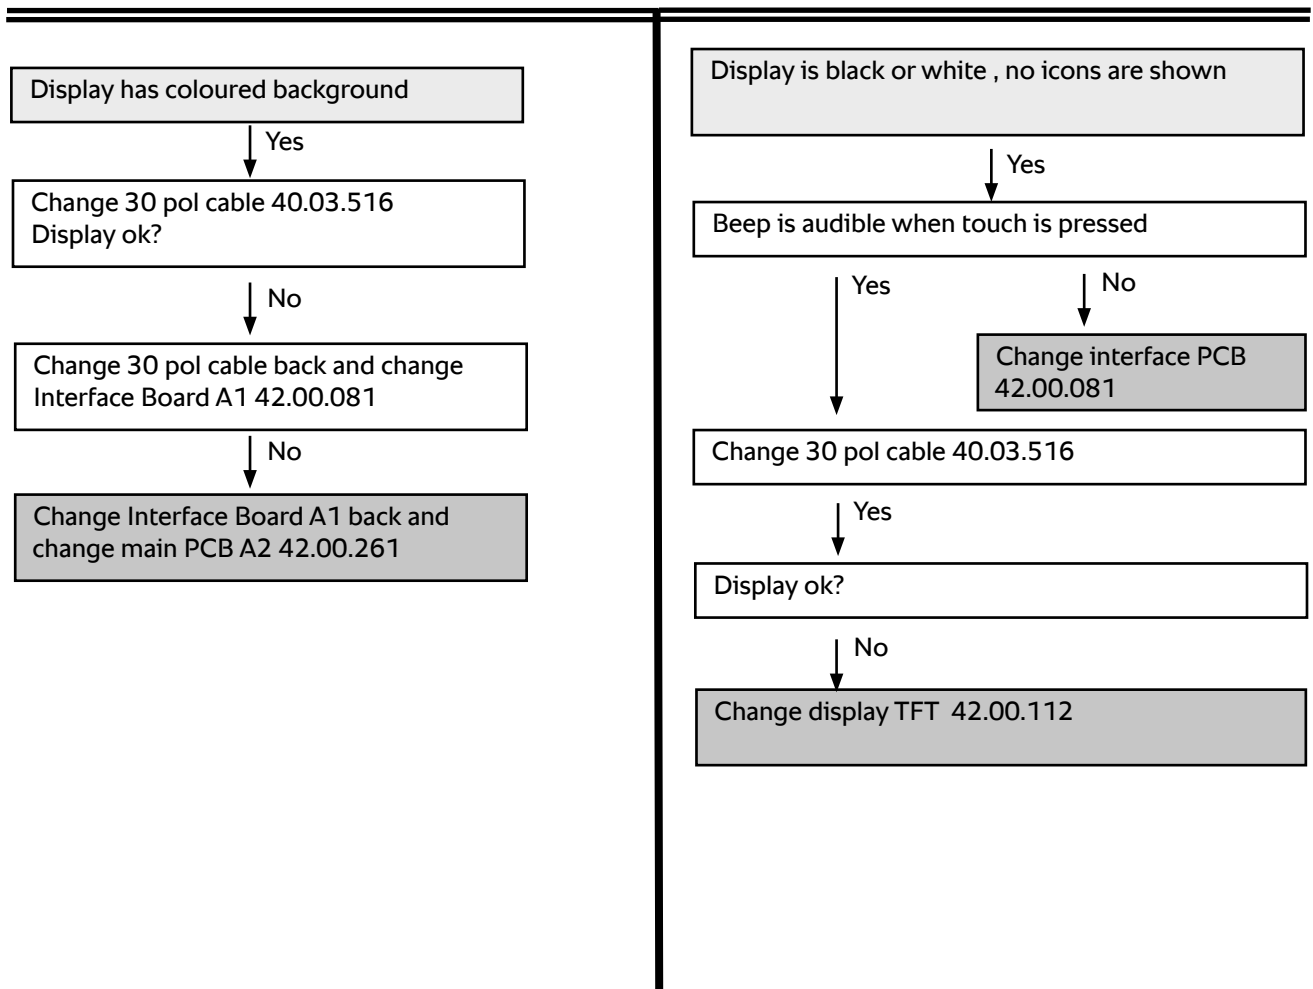 Display has coloured background
Yes
Change 30 pol cable 40.03.516
Display ok?
No
Change 30 pol cable back and change
Interface Board A1 42.00.081
No
Change Interface Board A1 back and
change main PCB A2 42.00.261
Display is black or white , no icons are shown
Yes
Beep is audible when touch is pressed
Yes
No
Change interface PCB
42.00.081
Change 30 pol cable 40.03.516
Yes
Display ok?
No
Change display TFT 42.00.112